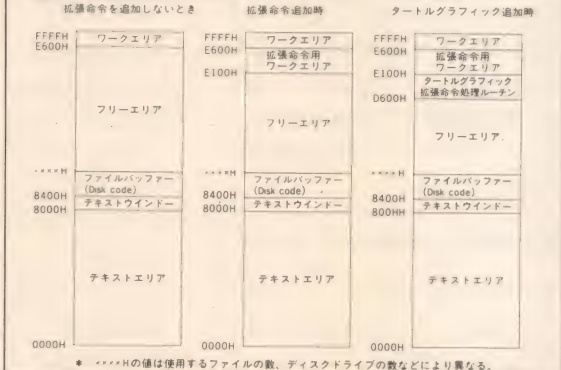 拡張命令を追加しないとき
FFFFH
ワークエリア
E600H
フリーエリア
××××H
ファイルバッファー
(Disk code)
8400H
テキストウインドー
8000H
テキストエリア
0000H
拡張命令追加時
FFFFH
ワークエリア
E600H
拡張命令用
ワークエリア
E100H
フリーエリア
××××H
ファイルバッファー
(Disk code)
8400H
テキストウインドー
8000H
テキストエリア
0000H
タートルグラフィック追加時
FFFFH
ワークエリア
E600H
拡張命令用
ワークエリア
E100H
タートルグラフィック
拡張命令処理ルーチン
D600H
フリーエリア
××××H
ファイルバッファー
(Disk code)
8400H
テキストウインドー
800HH
テキストエリア
0000H
* ××××Hの値は使用するファイルの数、ディスクドライブの数などにより異なる。